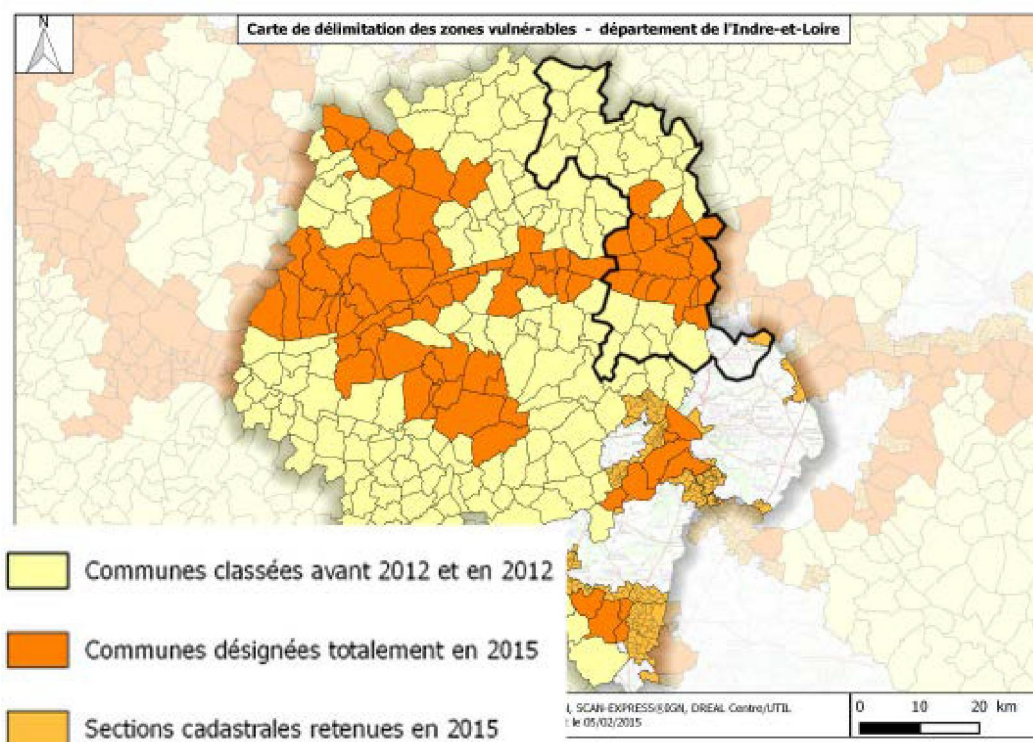 Carte de délimitation des zones vulnérables - département de l'Indre-et-Loire
N
Communes classées avant 2012 et en 2012
Communes désignées totalement en 2015
Sections cadastrales retenues en 2015
SCAN-EXPRESS®IGN, DREAL Centre/UTIL
le 05/02/2015
0 10 20 km